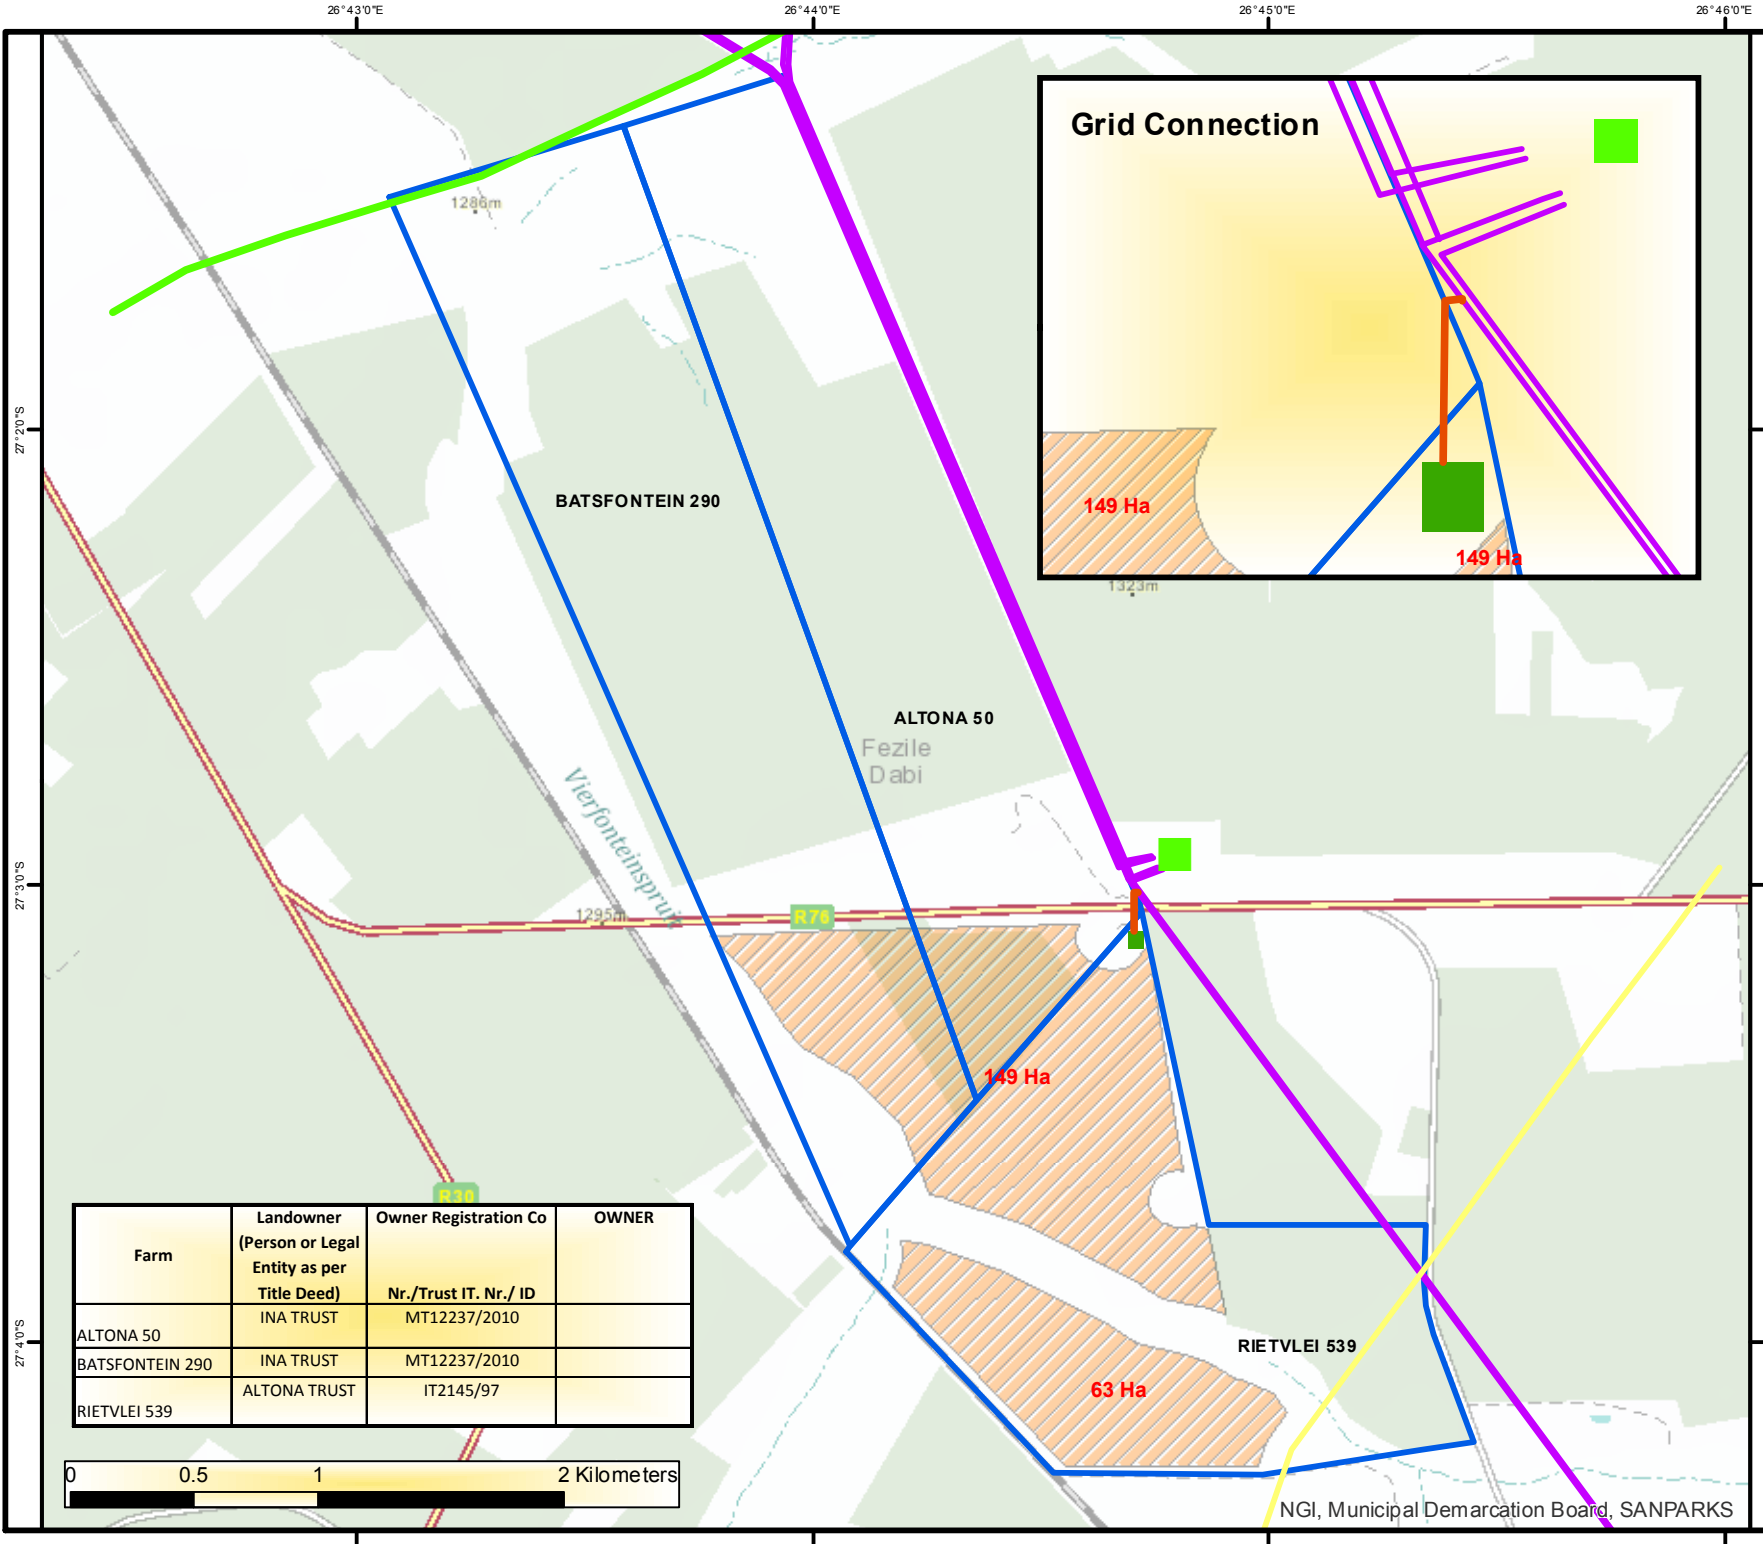 26°43'0"E
26°44'0"E
26°45'0"E
26°46'0"E
Grid Connection
1286m
27°2'0"S
BATSFONTEIN 290
149 Ha
149 Ha
1323m
ALTONA 50
Fezile
Dabi
Vierfonteinspruit
27°3'0"S
1295m
R76
149 Ha
R30
Farm
Landowner
(Person or Legal
Entity as per
Title Deed)
Owner Registration Co
Nr./Trust IT. Nr./ ID
OWNER
ALTONA 50
INA TRUST
MT12237/2010
BATSFONTEIN 290
INA TRUST
MT12237/2010
RIETVLEI 539
ALTONA TRUST
IT2145/97
27°4'0"S
RIETVLEI 539
63 Ha
0 0.5 1 2 Kilometers
NGI, Municipal Demarcation Board, SANPARKS